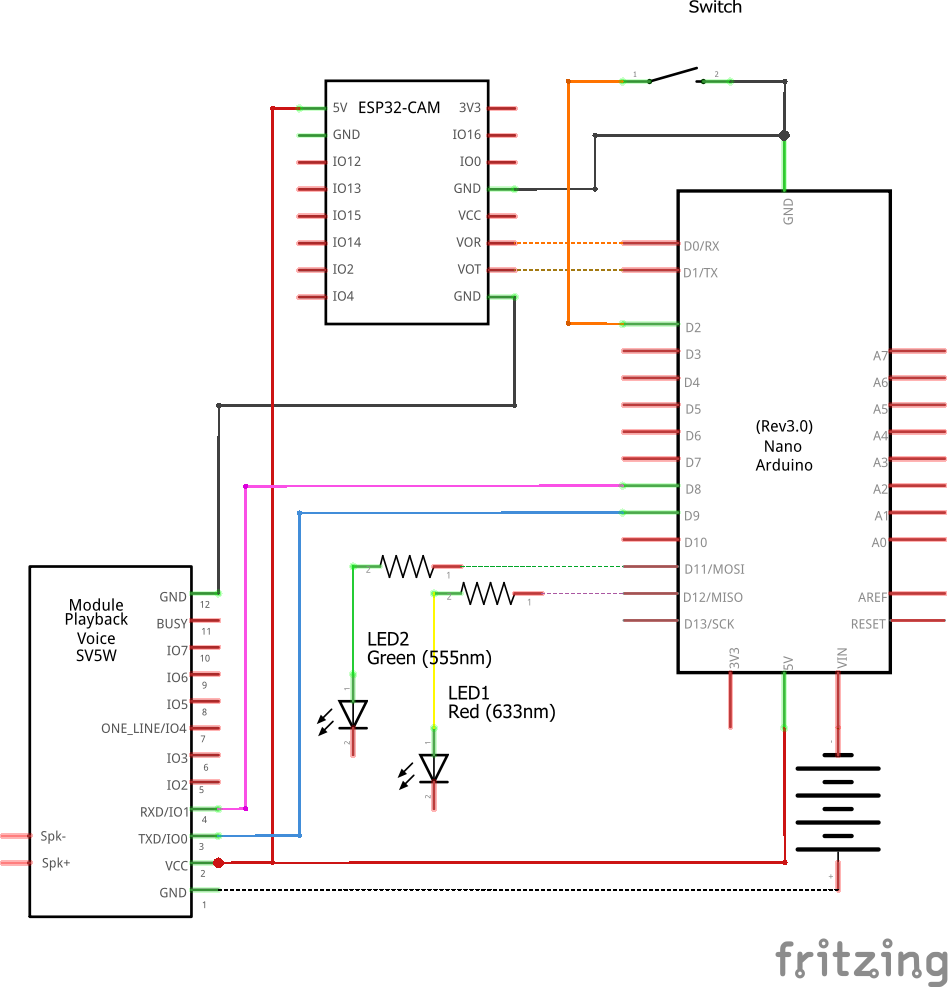 Switch
1
2
ESP32-CAM
5V
GND
IO12
IO13
IO15
IO14
IO2
IO4
3V3
IO16
IO0
GND
VCC
VOR
VOT
GND
GND
D0/RX
D1/TX
D2
D3
D4
D5
D6
D7
D8
D9
D10
D11/MOSI
D12/MISO
D13/SCK
(Rev3.0)
Nano
Arduino
A7
A6
A5
A4
A3
A2
A1
A0
AREF
RESET
3V3
5V
VIN
-
+
2
1
2
1
LED2
Green (555nm)
1
2
LED1
Red (633nm)
1
2
Module
Playback
Voice
SV5W
GND 12
BUSY 11
IO7 10
IO6 9
IO5 8
ONE_LINE/IO4 7
IO3 6
IO2 5
RXD/IO1 4
TXD/IO0 3
VCC 2
GND 1
Spk-
Spk+
fritzing